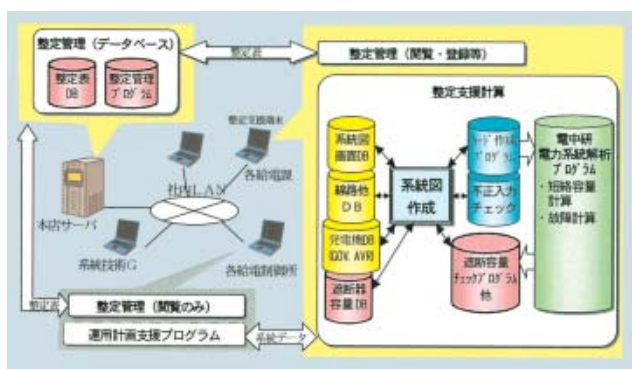 整定管理（データベース）
整定表
DB
整定管理
プログラム
整定表
整定管理（閲覧・登録等）
整定支援計算
整定支援端末
各給電課
社内LAN
本店サーバ
系統技術G
各給電制御所
系統図
画面DB
線路他
DB
発電機DB
(GOV. AVR)
遮断器
容量DB
系統図
作成
作成
プログラム
不正入力
チェック
遮断容量
チェックプログラム
他
電中研
電力系統解析
プログラム
・短絡容量
計算
・故障計算
整定表
整定管理（閲覧のみ）
運用計画支援プログラム
系統データ